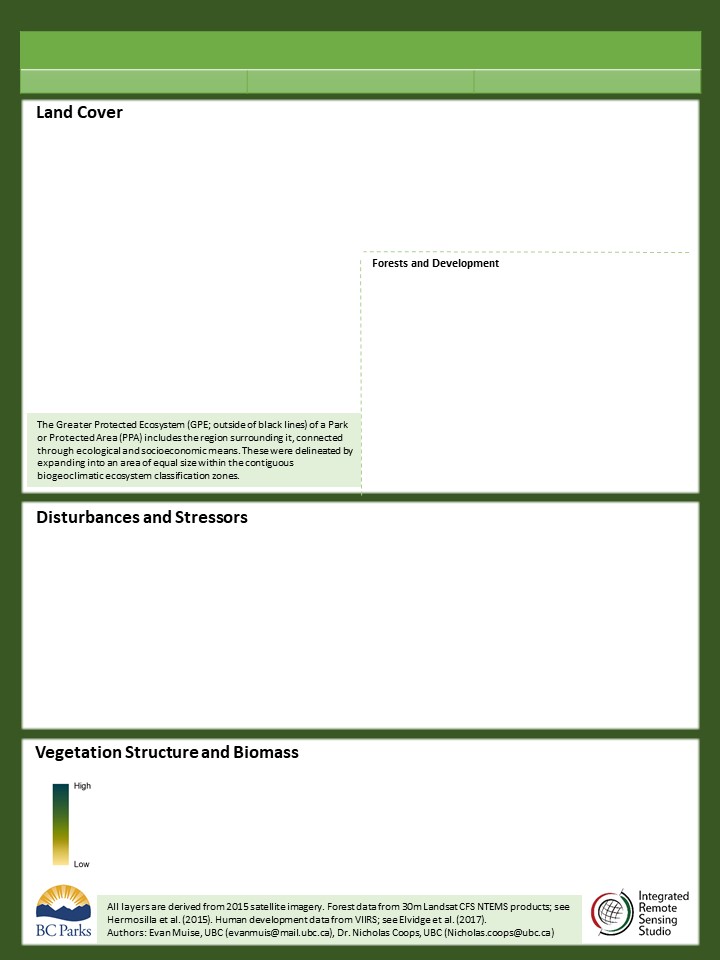 Land Cover
Forests and Development
The Greater Protected Ecosystem (GPE; outside of black lines) of a Park
or Protected Area (PPA) includes the region surrounding it, connected
through ecological and socioeconomic means. These were delineated by
expanding into an area of equal size within the contiguous
biogeoclimatic ecosystem classification zones.
Disturbances and Stressors
Vegetation Structure and Biomass
High
Low
BC Parks
All layers are derived from 2015 satellite imagery. Forest data from 30m Landsat CFS NTEMS products; see
Hermosilla et al. (2015). Human development data from VIIRS; see Elvidge et al. (2017).
Authors: Evan Muise, UBC (evanmuis@mail.ubc.ca), Dr. Nicholas Coops, UBC (Nicholas.coops@ubc.ca)
Integrated
Remote
Sensing
Studio